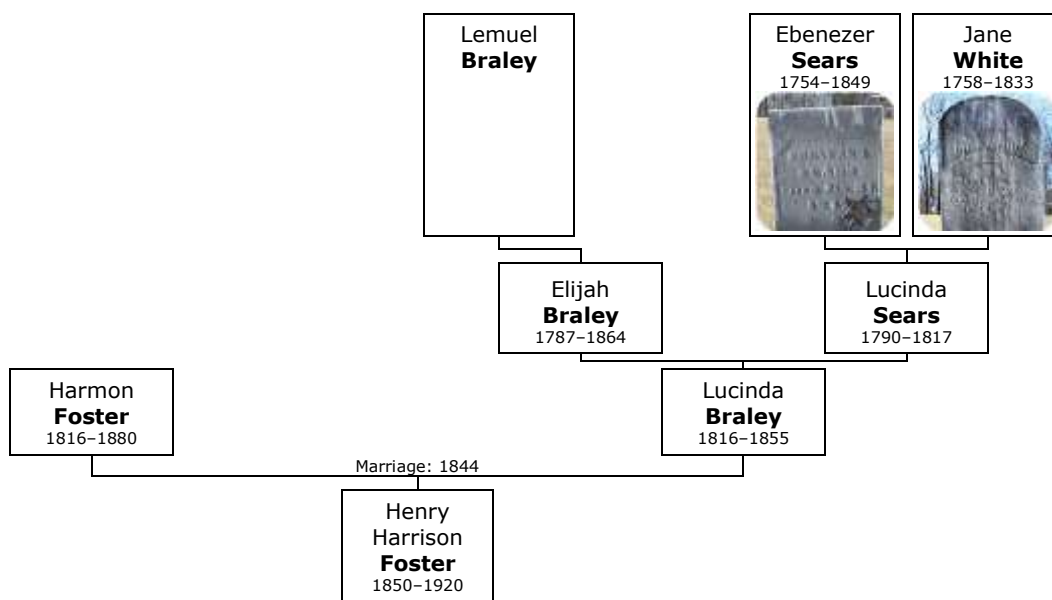 Lemuel
Braley
Ebenezer
Sears
1754–1849
Jane
White
1758–1833
Elijah
Braley
1787–1864
Lucinda
Sears
1790–1817
Harmon
Foster
1816–1880
Lucinda
Braley
1816–1855
Marriage: 1844
Henry
Harrison
Foster
1850–1920